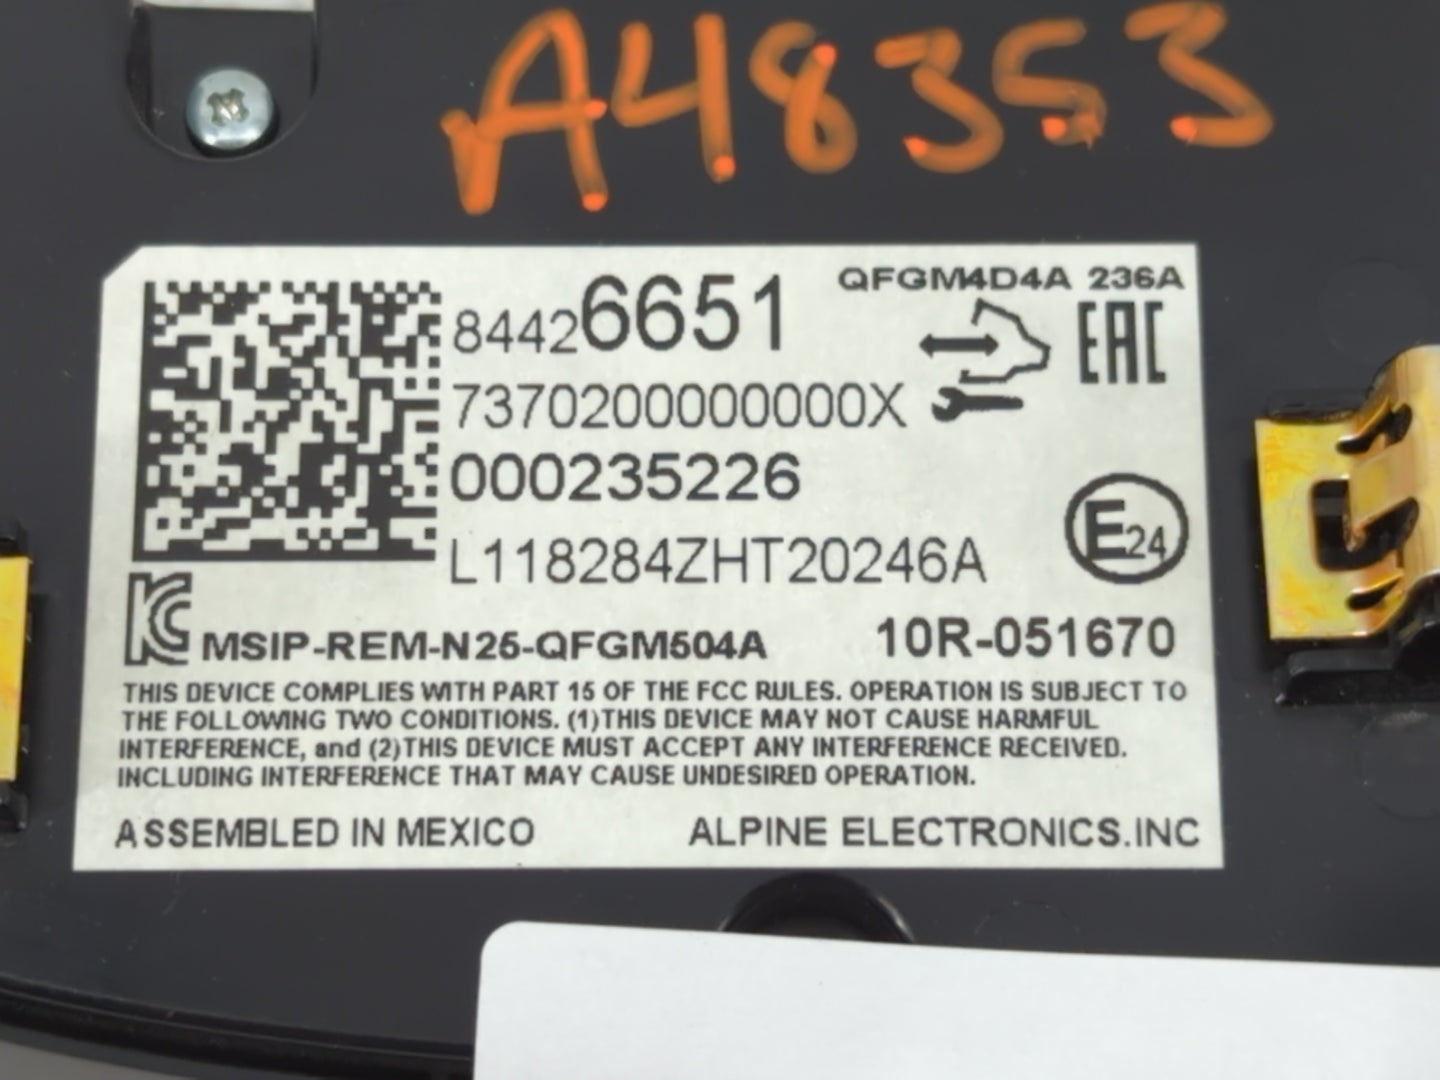 A48353
QFGM4D4A 236A
84426651
EAC
7370200000000X
000235226
E24
L118284ZHT20246A
KC MSIP-REM-N25-QFGM504A 10R-051670
THIS DEVICE COMPLIES WITH PART 15 OF THE FCC RULES. OPERATION IS SUBJECT TO
THE FOLLOWING TWO CONDITIONS. (1)THIS DEVICE MAY NOT CAUSE HARMFUL
INTERFERENCE, and (2)THIS DEVICE MUST ACCEPT ANY INTERFERENCE RECEIVED.
INCLUDING INTERFERENCE THAT MAY CAUSE UNDESIRED OPERATION.
ASSEMBLED IN MEXICO ALPINE ELECTRONICS.INC